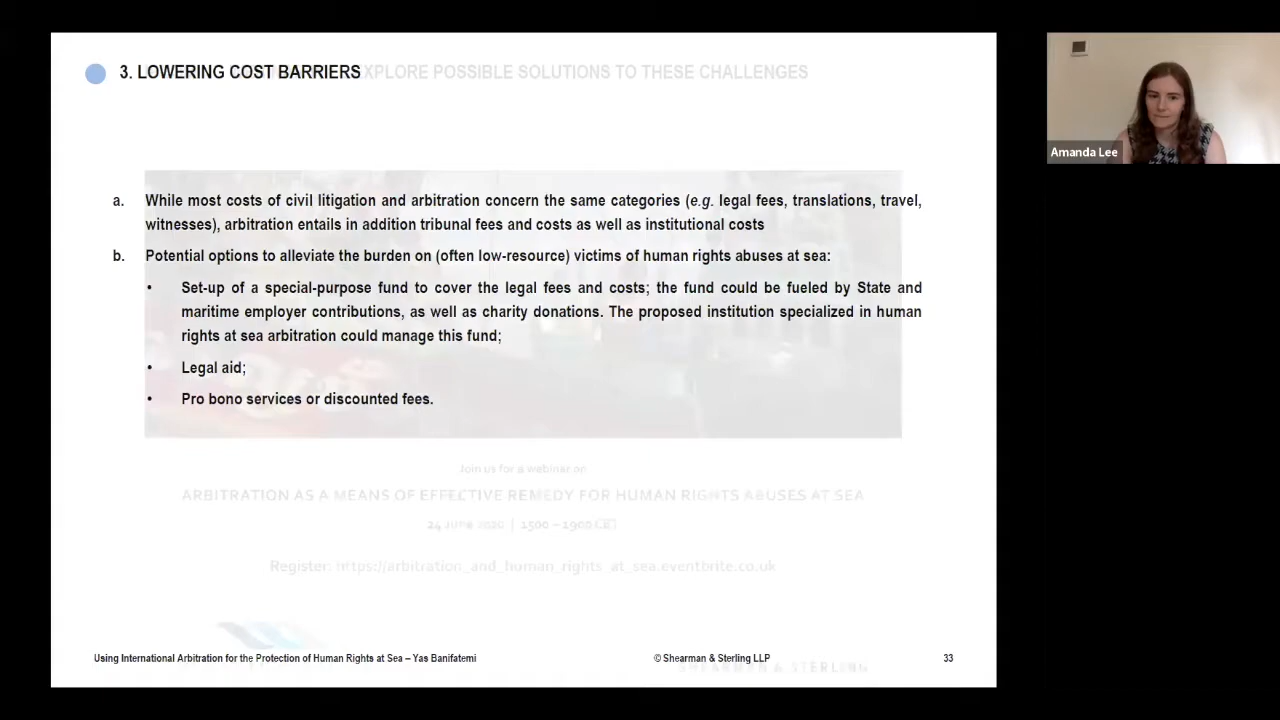 3. LOWERING COST BARRIERS
XPLORE POSSIBLE SOLUTIONS TO THESE CHALLENGES
Amanda Lee
a. While most costs of civil litigation and arbitration concern the same categories (e.g. legal fees, translations, travel,
witnesses), arbitration entails in addition tribunal fees and costs as well as institutional costs
b. Potential options to alleviate the burden on (often low-resource) victims of human rights abuses at sea:
• Set-up of a special-purpose fund to cover the legal fees and costs; the fund could be fueled by State and
maritime employer contributions, as well as charity donations. The proposed institution specialized in human
rights at sea arbitration could manage this fund;
• Legal aid;
• Pro bono services or discounted fees.
Join us for a webinar on
ARBITRATION AS A MEANS OF EFFECTIVE REMEDY FOR HUMAN RIGHTS ABUSES AT SEA
24 June 2020 | 1500 – 1900
Register: https://arbitration_and_human_rights_at_sea.eventbrite.co.uk
Using International Arbitration for the Protection of Human Rights at Sea – Yas Banifatemi
© Shearman & Sterling LLP
33
SHEARMAN & STERLING